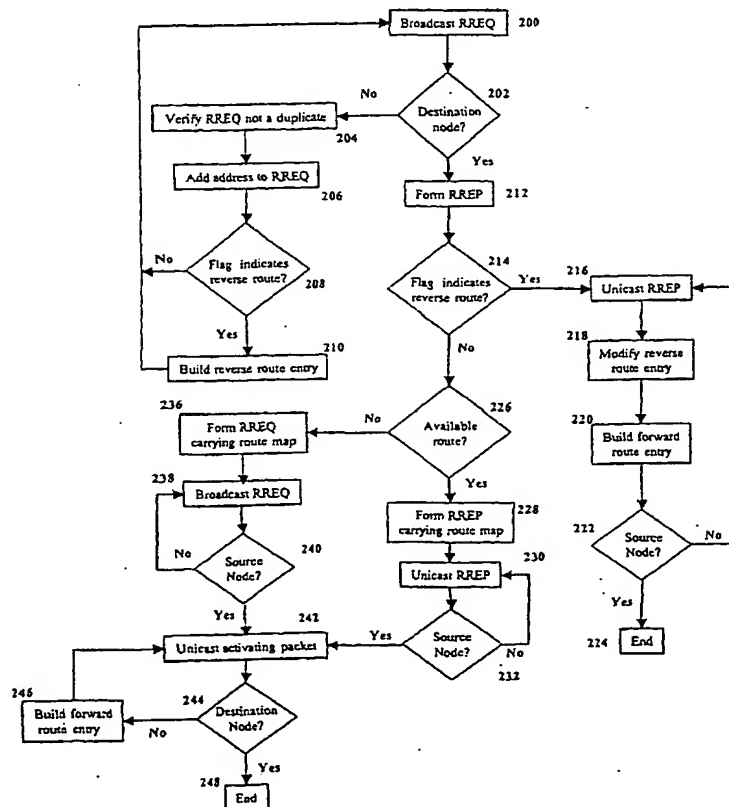 Broadcast RREQ 200
202
No
Destination
node?
Verify RREQ not a duplicate
204
Yes
Add address to RREQ
206
Form RREP 212
214
No
Flag indicates
reverse route?
208
Flag indicates
reverse route?
Yes
216
Unicast RREP
Yes
210
Build reverse route entry
No
218
Modify reverse
route entry
236
Form RREQ
carrying route map
No
226
Available
route?
220
Build forward
route entry
238
Broadcast RREQ
Yes
Form RREP
carrying route map
228
222
Source
Node?
No
No
Source
Node?
240
230
Unicast RREP
Yes
Yes
242
Unicast activating packet
Yes
Source
Node?
No
232
224
End
246
Build forward
route entry
244
Destination
Node?
No
Yes
248
End